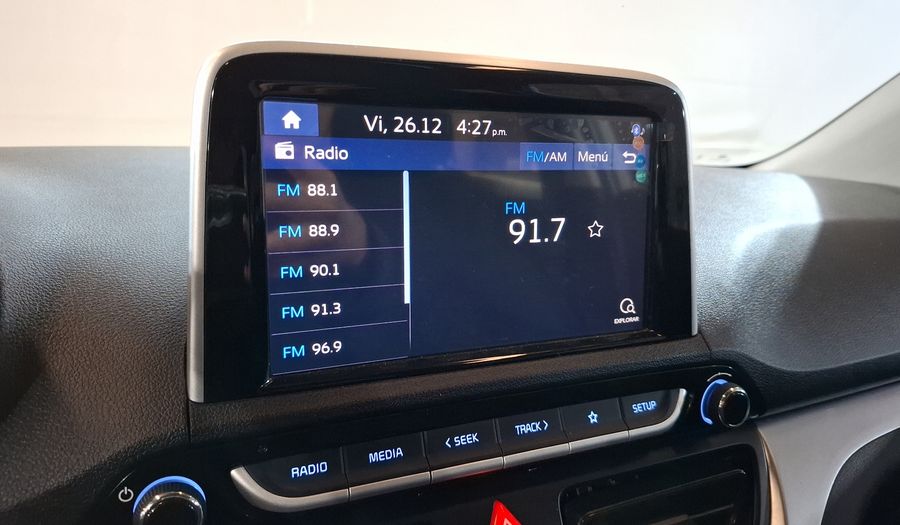 Vi, 26.12 4:27 p.m.
Radio FM/AM Menú
FM 88.1
FM 88.9
FM 90.1
FM 91.3
FM 96.9
FM
91.7
EXPLORAR
RADIO MEDIA < SEEK TRACK > SETUP